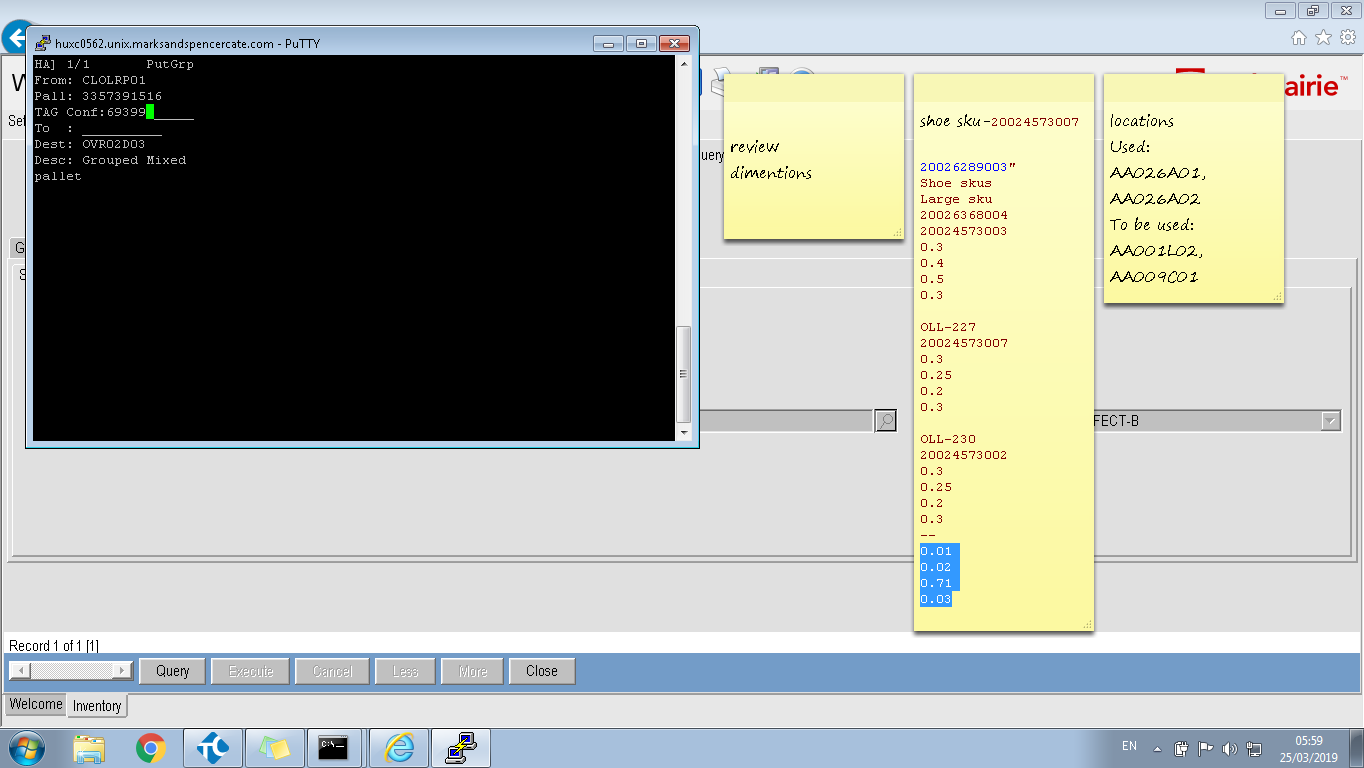 huxc0562.unix.marksandspencercate.com - PuTTY
HA] 1/1 PutGrp
From: CLOLRP01
Pall: 3357391516
TAG Conf:69399
To : __________
Dest: OVR02D03
Desc: Grouped Mixed
pallet
W
Set
G
S
uery
review
dimentions
shoe sku-20024573007
20026289003"
Shoe skus
Large sku
20026368004
20024573003
0.3
0.4
0.5
0.3
OLL-227
20024573007
0.3
0.25
0.2
0.3
OLL-230
20024573002
0.3
0.25
0.2
0.3
--
0.01
0.02
0.71
0.03
locations
Used:
AA026A01,
AA026A02
To be used:
AA001L02,
AA009C01
airie™
FECT-B
Record 1 of 1 [1]
Query Execute Cancel Less More Close
Welcome Inventory
C:\_
EN
05:59
25/03/2019